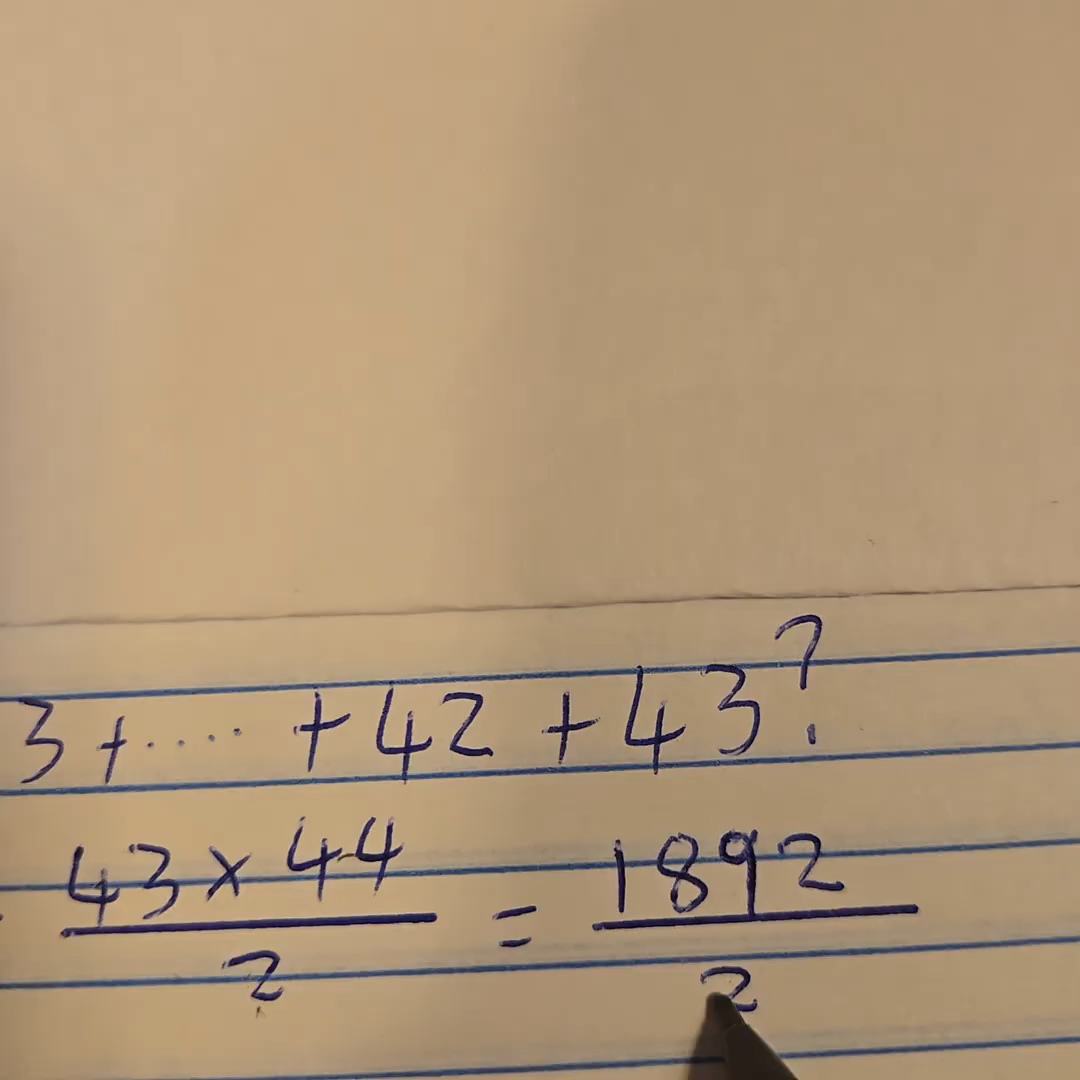 3 + ..... + 42 + 43?
43 × 44 / 2 = 1892 / 2